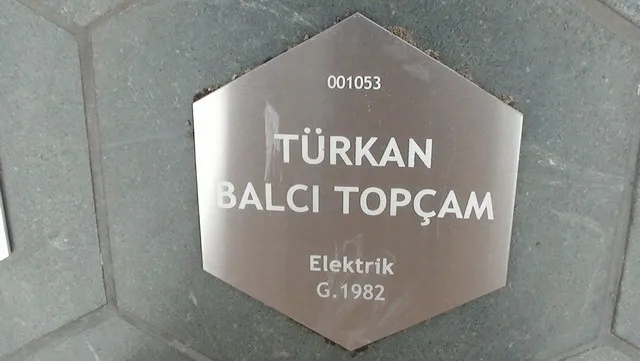 001053
TÜRKAN
BALCI TOPÇAM
Elektrik
G.1982